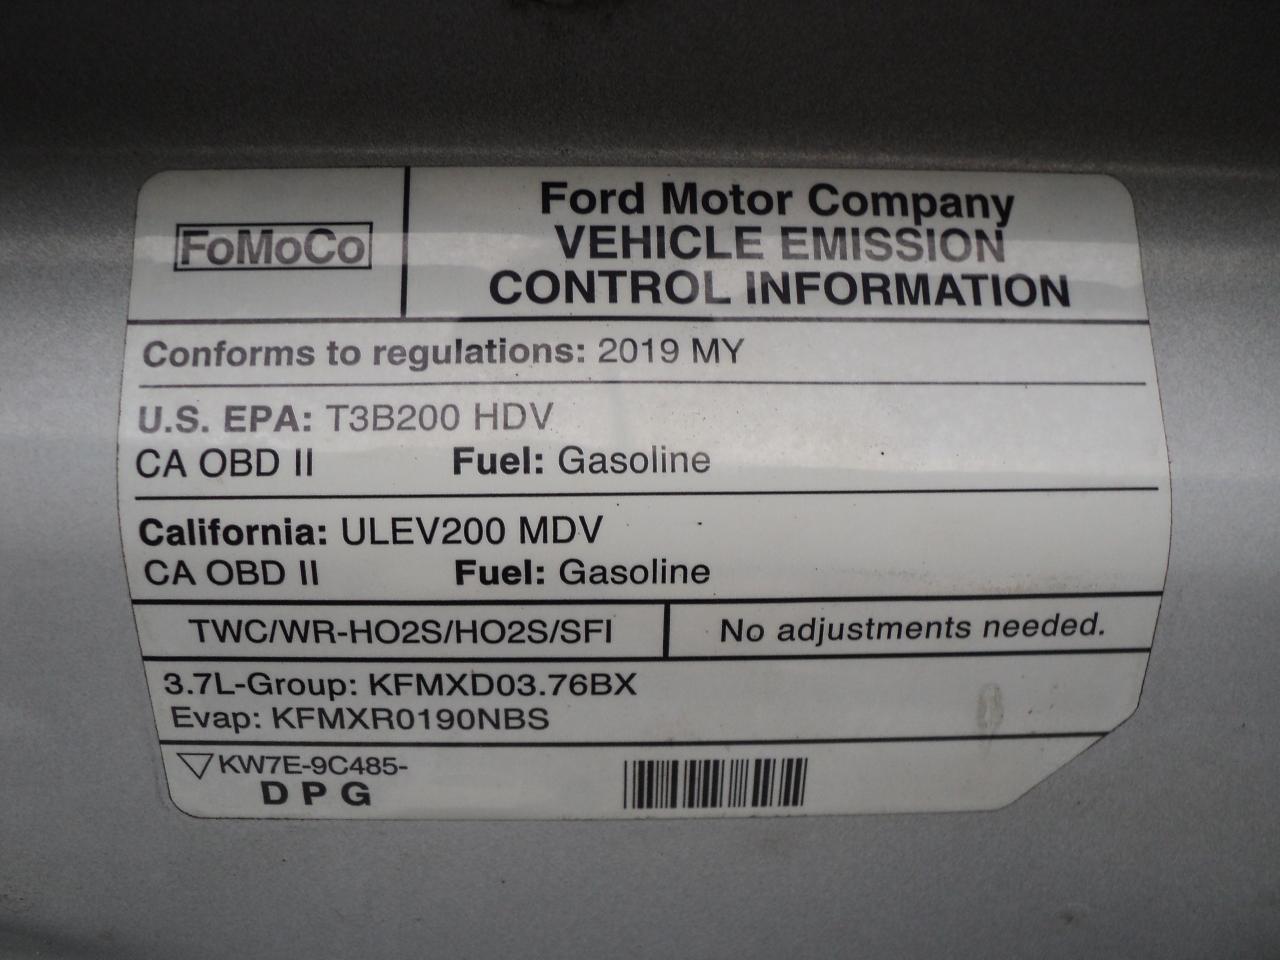 FoMoCo
Ford Motor Company
VEHICLE EMISSION
CONTROL INFORMATION
Conforms to regulations: 2019 MY
U.S. EPA: T3B200 HDV
CA OBD II Fuel: Gasoline
California: ULEV200 MDV
CA OBD II Fuel: Gasoline
TWC/WR-HO2S/HO2S/SFI
No adjustments needed.
3.7L-Group: KFMXD03.76BX
Evap: KFMXR0190NBS
KW7E-9C485-
D P G